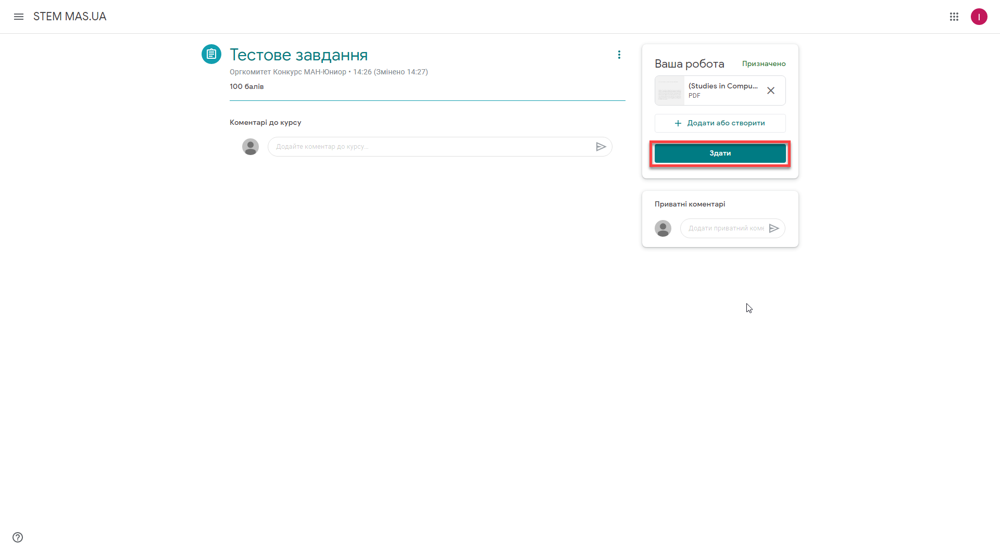 STEM MAS.UA
I
Тестове завдання
Оргкомитет Конкурс МАН-Юниор • 14:26 (Змінено 14:27)
100 балів
Коментарі до курсу
Додайте коментар до курсу...
Ваша робота
Призначено
(Studies in Compu...
PDF
Додати або створити
Здати
Приватні коментарі
Додати приватний коме